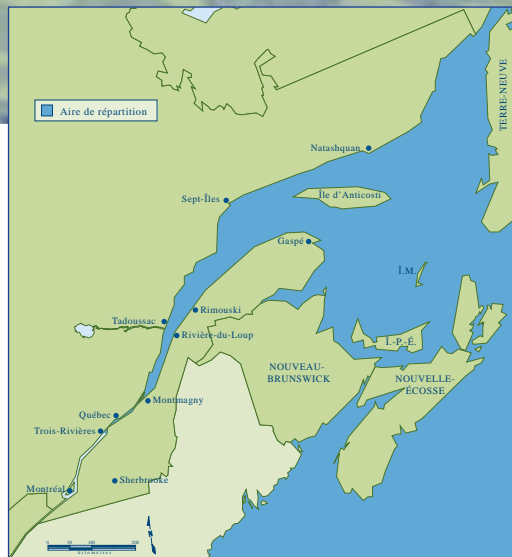 Aire de répartition
TERRE-NEUVE
Natashquan
Île d'Anticosti
Sept-Îles
Gaspé
Î.M.
Rimouski
Tadoussac
Rivière-du-Loup
Î.-P.-É.
NOUVEAU-
BRUNSWICK
NOUVELLE-
ÉCOSSE
Montmagny
Québec
Trois-Rivières
Sherbrooke
Montréal